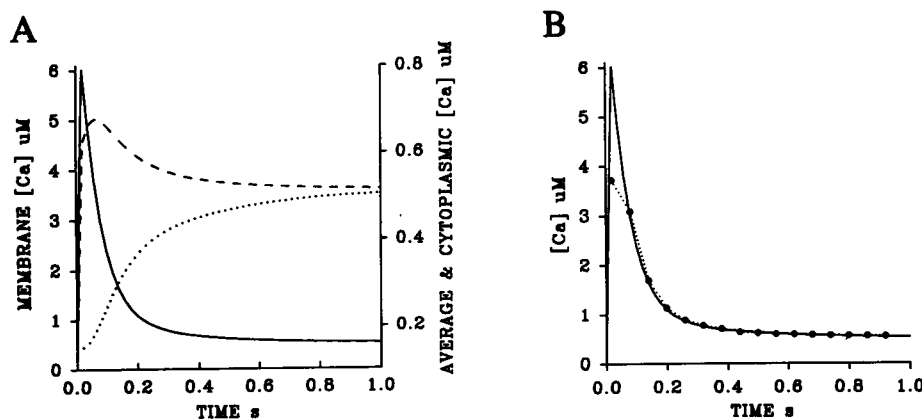 A
MEMBRANE [Ca] uM
6
5
4
3
2
1
0
0.0 0.2 0.4 0.6 0.8 1.0
TIME s
0.8
0.6
0.4
0.2
AVERAGE & CYTOPLASMIC [Ca] uM
B
[Ca] uM
6
5
4
3
2
1
0
0.0 0.2 0.4 0.6 0.8 1.0
TIME s